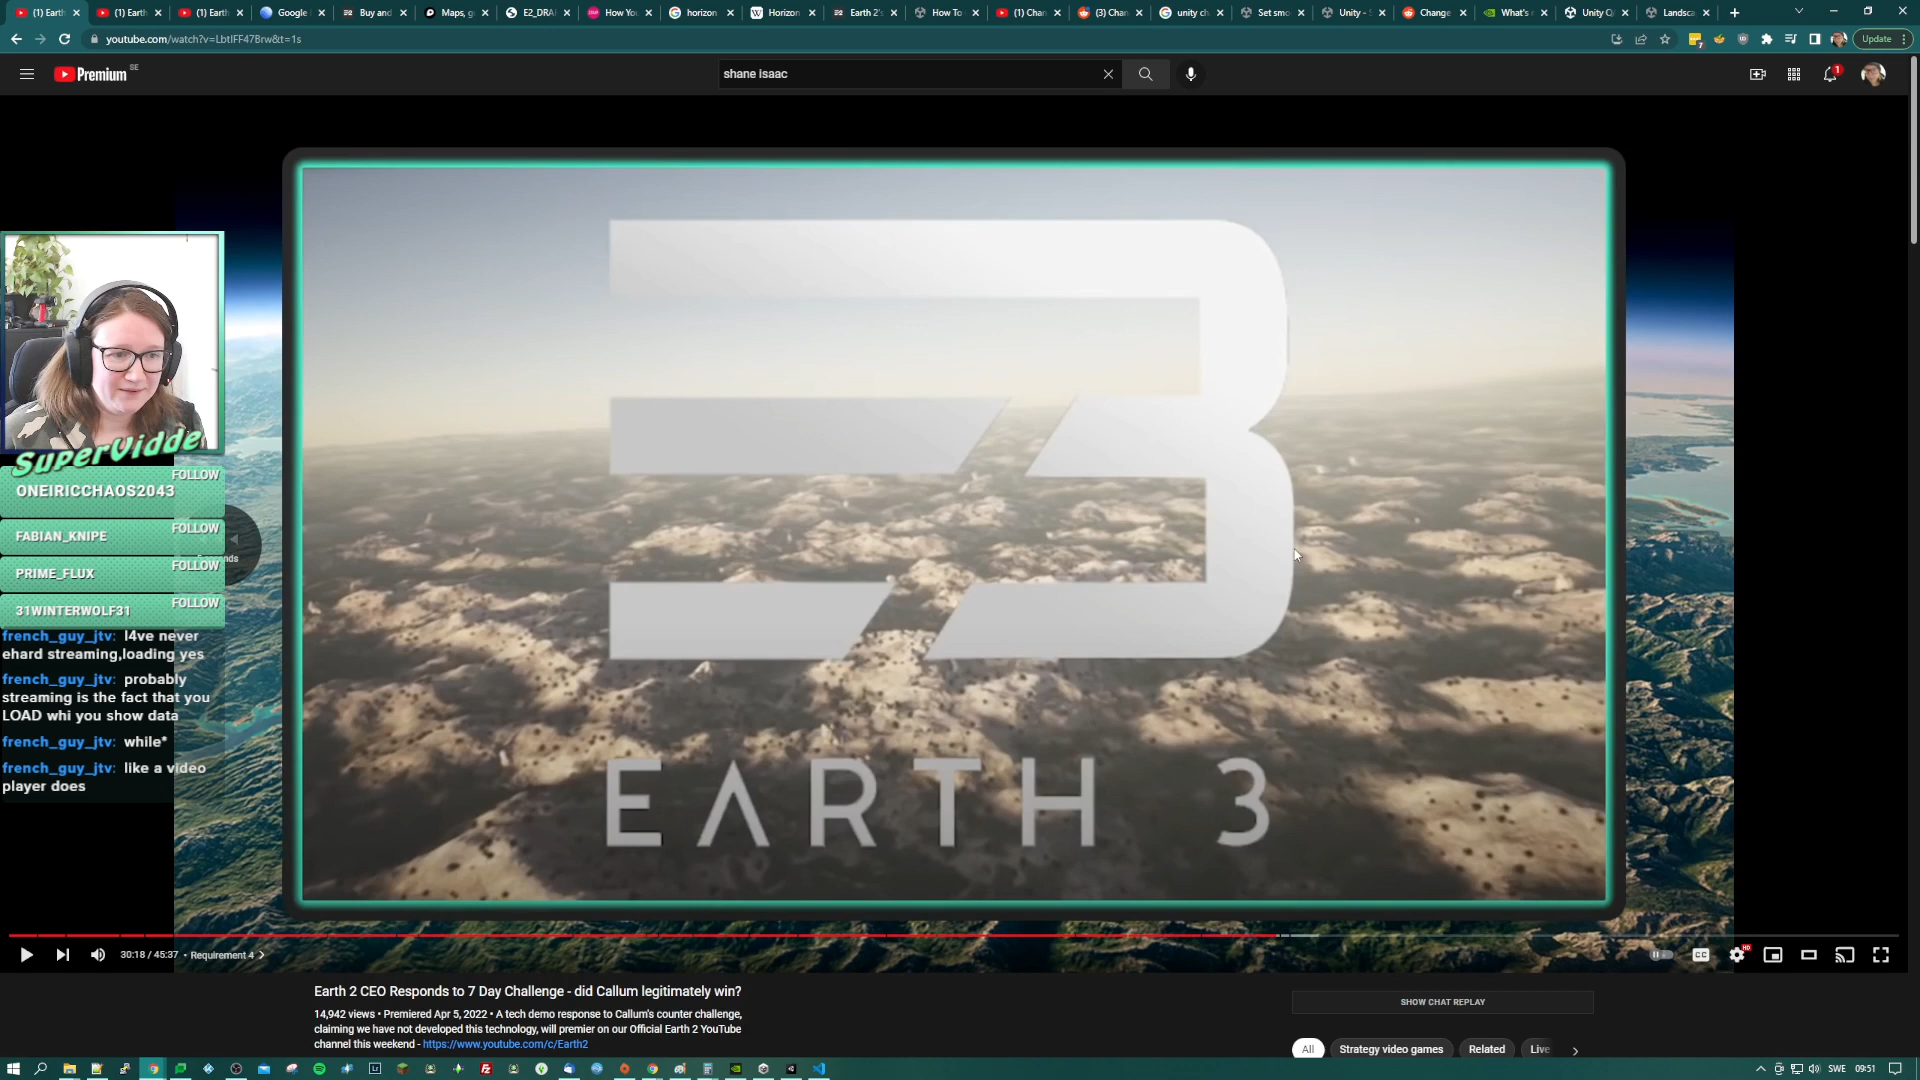 (1) Earth
(1) Earth
(1) Earth
Google
Buy and
Maps, g
E2_DRA
How You
horizon
Horizon
Earth 2's
How To
(1) Chan
(3) Chan
unity ch
Set smo
Unity - S
Change
What's n
Unity Q/
Landsca
youtube.com/watch?v=LbtIFF47Brw&t=1s
Update
Premium SE
shane isaac
1
SuperVidde
FOLLOW
ONEIRICCHAOS2043
FOLLOW
FABIAN_KNIPE
FOLLOW
PRIME_FLUX
FOLLOW
31WINTERWOLF31
french_guy_jtv: I4ve never
ehard streaming,loading yes
french_guy_jtv: probably
streaming is the fact that you
LOAD whi you show data
french_guy_jtv: while*
french_guy_jtv: like a video
player does
EARTH 3
30:18 / 45:37 • Requirement 4
CC
HD
Earth 2 CEO Responds to 7 Day Challenge - did Callum legitimately win?
14,942 views • Premiered Apr 5, 2022 • A tech demo response to Callum's counter challenge,
claiming we have not developed this technology, will premier on our Official Earth 2 YouTube
channel this weekend - https://www.youtube.com/c/Earth2
SHOW CHAT REPLAY
All
Strategy video games
Related
Live
SWE
09:51